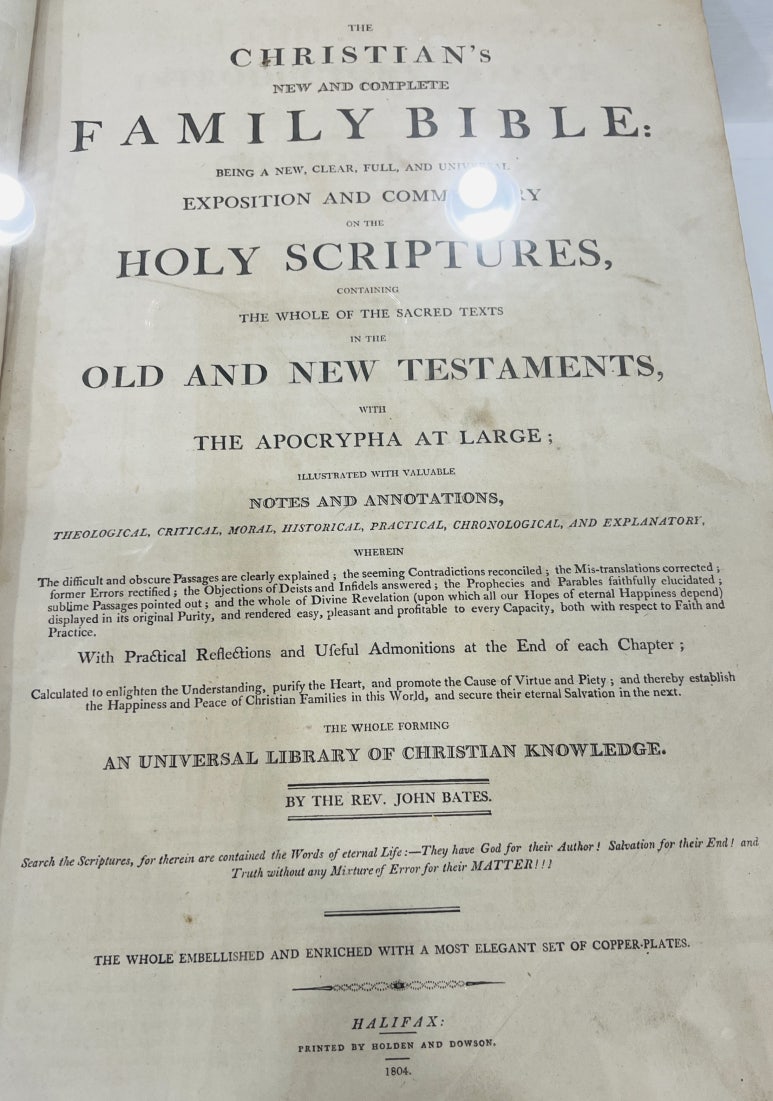 THE
CHRISTIAN'S
NEW AND COMPLETE
FAMILY BIBLE:
BEING A NEW, CLEAR, FULL, AND UNIVERSAL
EXPOSITION AND COMMENTARY
ON THE
HOLY SCRIPTURES,
CONTAINING
THE WHOLE OF THE SACRED TEXTS
IN THE
OLD AND NEW TESTAMENTS,
WITH
THE APOCRYPHA AT LARGE;
ILLUSTRATED WITH VALUABLE
NOTES AND ANNOTATIONS,
THEOLOGICAL, CRITICAL, MORAL, HISTORICAL, PRACTICAL, CHRONOLOGICAL, AND EXPLANATORY,
WHEREIN
The difficult and obscure Passages are clearly explained; the seeming Contradictions reconciled; the Mis-translations corrected;
former Errors rectified; the Objections of Deists and Infidels answered; the Prophecies and Parables faithfully elucidated;
sublime Passages pointed out; and the whole of Divine Revelation (upon which all our Hopes of eternal Happiness depend)
displayed in its original Purity, and rendered easy, pleasant and profitable to every Capacity, both with respect to Faith and
Practice.
With Practical Reflections and Uſeful Admonitions at the End of each Chapter;
Calculated to enlighten the Understanding, purify the Heart, and promote the Cause of Virtue and Piety; and thereby establish
the Happiness and Peace of Christian Families in this World, and secure their eternal Salvation in the next.
THE WHOLE FORMING
AN UNIVERSAL LIBRARY OF CHRISTIAN KNOWLEDGE.
BY THE REV. JOHN BATES.
Search the Scriptures, for therein are contained the Words of eternal Life:—They have God for their Author! Salvation for their End! and
Truth without any Mixture of Error for their MATTER!!!
THE WHOLE EMBELLISHED AND ENRICHED WITH A MOST ELEGANT SET OF COPPER-PLATES.
HALIFAX:
PRINTED BY HOLDEN AND DOWSON.
1804.